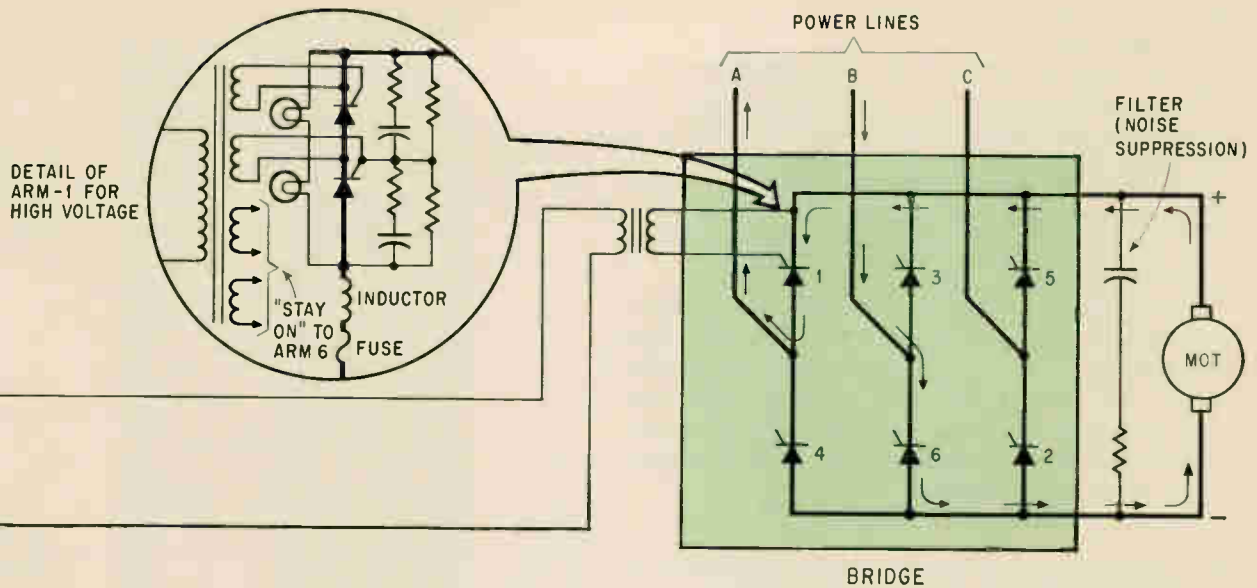 POWER LINES
A
B
C
FILTER
(NOISE
SUPPRESSION)
DETAIL OF
ARM-1 FOR
HIGH VOLTAGE
"STAY
ON" TO
ARM 6
INDUCTOR
FUSE
1
3
5
+
MOT
4
6
2
−
BRIDGE